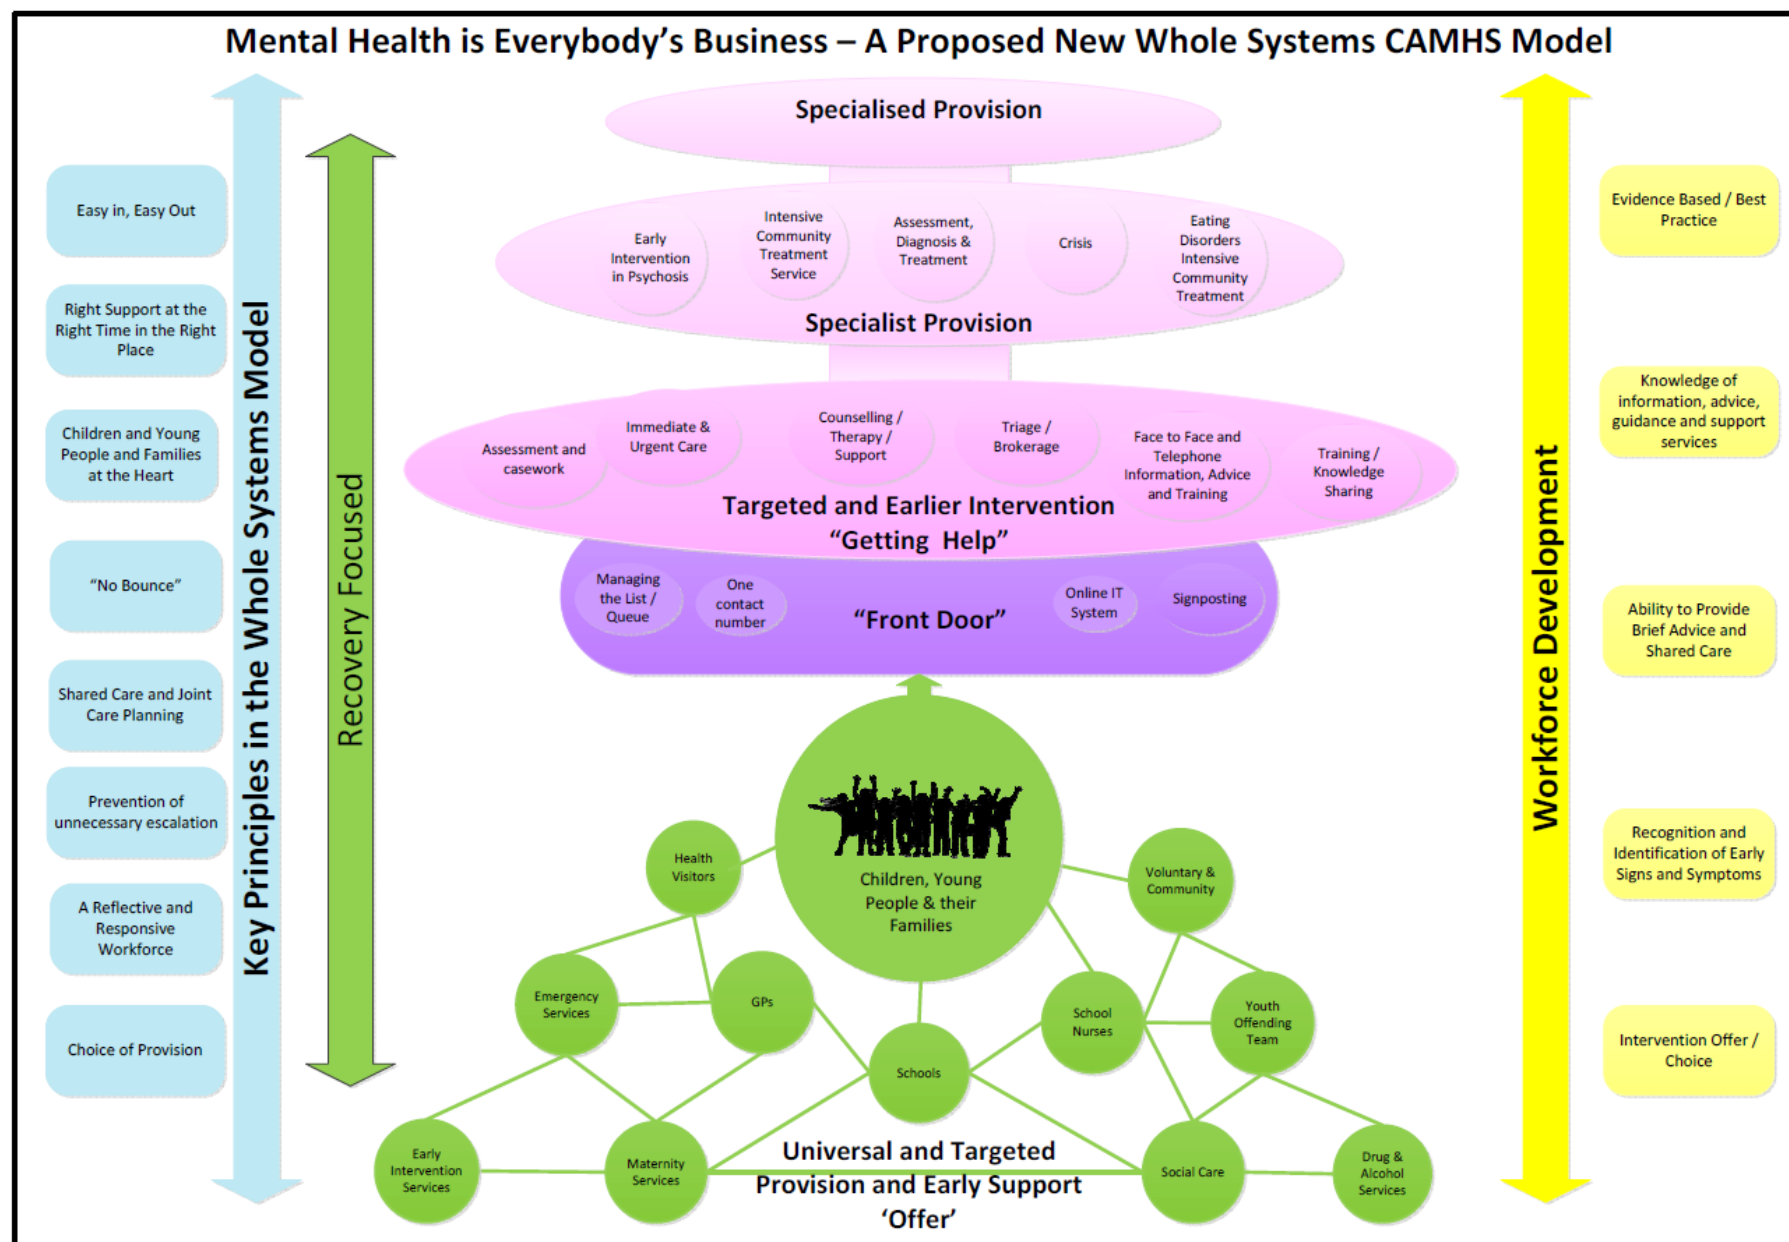 Mental Health is Everybody's Business – A Proposed New Whole Systems CAMHS Model
Key Principles in the Whole Systems Model
Easy in, Easy Out
Right Support at the
Right Time in the Right
Place
Children and Young
People and Families
at the Heart
“No Bounce”
Shared Care and Joint
Care Planning
Prevention of
unnecessary escalation
A Reflective and
Responsive
Workforce
Choice of Provision
Recovery Focused
Specialised Provision
Early
Intervention
in Psychosis
Intensive
Community
Treatment
Service
Assessment,
Diagnosis &
Treatment
Crisis
Eating
Disorders
Intensive
Community
Treatment
Specialist Provision
Assessment and
casework
Immediate &
Urgent Care
Counselling /
Therapy /
Support
Triage /
Brokerage
Face to Face and
Telephone
Information, Advice
and Training
Training /
Knowledge
Sharing
Targeted and Earlier Intervention
“Getting Help”
Managing
the List /
Queue
One
contact
number
“Front Door”
Online IT
System
Signposting
Children, Young
People & their
Families
Health
Visitors
Voluntary &
Community
Emergency
Services
GPs
School
Nurses
Youth
Offending
Team
Schools
Early
Intervention
Services
Maternity
Services
Social Care
Drug &
Alcohol
Services
Universal and Targeted
Provision and Early Support
‘Offer’
Workforce Development
Evidence Based / Best
Practice
Knowledge of
information, advice,
guidance and support
services
Ability to Provide
Brief Advice and
Shared Care
Recognition and
Identification of Early
Signs and Symptoms
Intervention Offer /
Choice